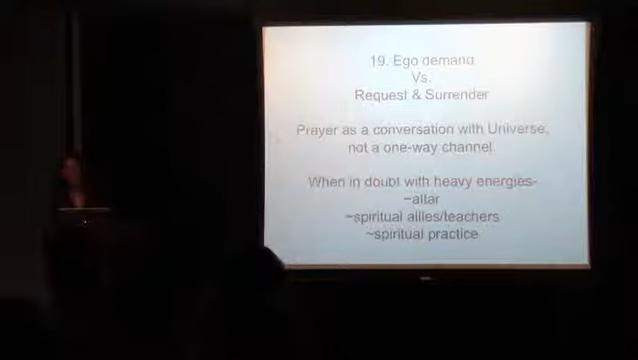 19. Ego demand
Vs.
Request & Surrender
Prayer as a conversation with Universe,
not a one-way channel
When in doubt with heavy energies-
~altar
~spiritual allies/teachers
~spiritual practice